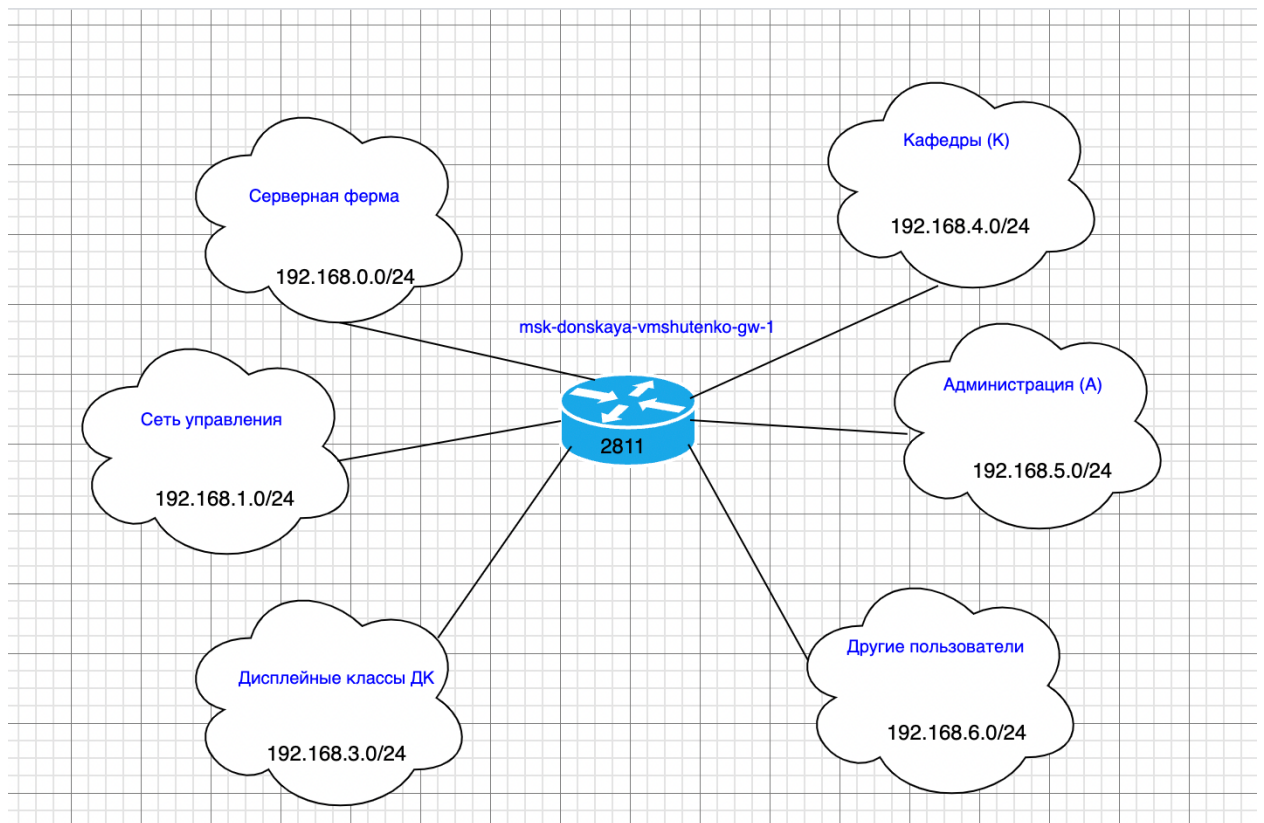 Кафедры (К)
192.168.4.0/24
Серверная ферма
192.168.0.0/24
msk-donskaya-vmshutenko-gw-1
2811
Администрация (А)
192.168.5.0/24
Сеть управления
192.168.1.0/24
Дисплейные классы ДК
192.168.3.0/24
Другие пользователи
192.168.6.0/24